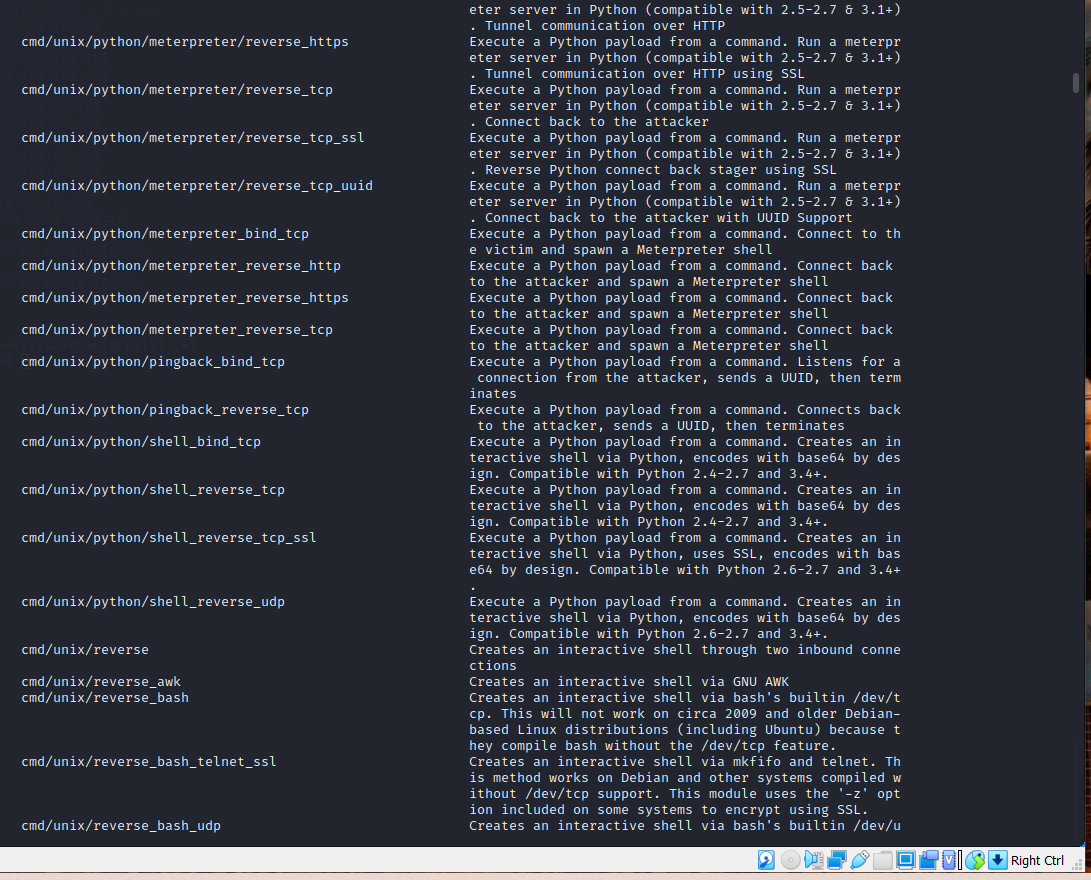 eter server in Python (compatible with 2.5-2.7 & 3.1+)
. Tunnel communication over HTTP
cmd/unix/python/meterpreter/reverse_https Execute a Python payload from a command. Run a meterpr
eter server in Python (compatible with 2.5-2.7 & 3.1+)
. Tunnel communication over HTTP using SSL
cmd/unix/python/meterpreter/reverse_tcp Execute a Python payload from a command. Run a meterpr
eter server in Python (compatible with 2.5-2.7 & 3.1+)
. Connect back to the attacker
cmd/unix/python/meterpreter/reverse_tcp_ssl Execute a Python payload from a command. Run a meterpr
eter server in Python (compatible with 2.5-2.7 & 3.1+)
. Reverse Python connect back stager using SSL
cmd/unix/python/meterpreter/reverse_tcp_uuid Execute a Python payload from a command. Run a meterpr
eter server in Python (compatible with 2.5-2.7 & 3.1+)
. Connect back to the attacker with UUID Support
cmd/unix/python/meterpreter_bind_tcp Execute a Python payload from a command. Connect to th
e victim and spawn a Meterpreter shell
cmd/unix/python/meterpreter_reverse_http Execute a Python payload from a command. Connect back
to the attacker and spawn a Meterpreter shell
cmd/unix/python/meterpreter_reverse_https Execute a Python payload from a command. Connect back
to the attacker and spawn a Meterpreter shell
cmd/unix/python/meterpreter_reverse_tcp Execute a Python payload from a command. Connect back
to the attacker and spawn a Meterpreter shell
cmd/unix/python/pingback_bind_tcp Execute a Python payload from a command. Listens for a
connection from the attacker, sends a UUID, then term
inates
cmd/unix/python/pingback_reverse_tcp Execute a Python payload from a command. Connects back
to the attacker, sends a UUID, then terminates
cmd/unix/python/shell_bind_tcp Execute a Python payload from a command. Creates an in
teractive shell via Python, encodes with base64 by des
ign. Compatible with Python 2.4-2.7 and 3.4+.
cmd/unix/python/shell_reverse_tcp Execute a Python payload from a command. Creates an in
teractive shell via Python, encodes with base64 by des
ign. Compatible with Python 2.4-2.7 and 3.4+.
cmd/unix/python/shell_reverse_tcp_ssl Execute a Python payload from a command. Creates an in
teractive shell via Python, uses SSL, encodes with bas
e64 by design. Compatible with Python 2.6-2.7 and 3.4+
.
cmd/unix/python/shell_reverse_udp Execute a Python payload from a command. Creates an in
teractive shell via Python, encodes with base64 by des
ign. Compatible with Python 2.6-2.7 and 3.4+.
cmd/unix/reverse Creates an interactive shell through two inbound conne
ctions
cmd/unix/reverse_awk Creates an interactive shell via GNU AWK
cmd/unix/reverse_bash Creates an interactive shell via bash's builtin /dev/t
cp. This will not work on circa 2009 and older Debian-
based Linux distributions (including Ubuntu) because t
hey compile bash without the /dev/tcp feature.
cmd/unix/reverse_bash_telnet_ssl Creates an interactive shell via mkfifo and telnet. Th
is method works on Debian and other systems compiled w
ithout /dev/tcp support. This module uses the '-z' opt
ion included on some systems to encrypt using SSL.
cmd/unix/reverse_bash_udp Creates an interactive shell via bash's builtin /dev/u
Right Ctrl